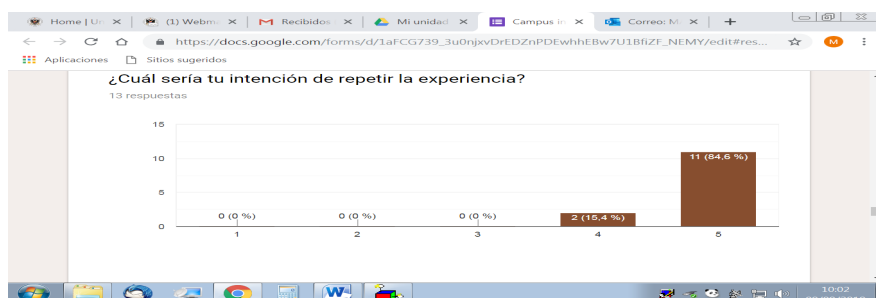 Home | Un
(1) Webma
Recibidos
Mi unidad
Campus in
Correo: M
https://docs.google.com/forms/d/1aFCG739_3u0njxvDrEDZnPDEwhhEBw7U1BfiZF_NEMY/edit#res...
M
Aplicaciones
Sitios sugeridos
¿Cuál sería tu intención de repetir la experiencia?
13 respuestas
15
10
5
0
0 (0 %)
0 (0 %)
0 (0 %)
2 (15,4 %)
11 (84,6 %)
1
2
3
4
5
W
10:02